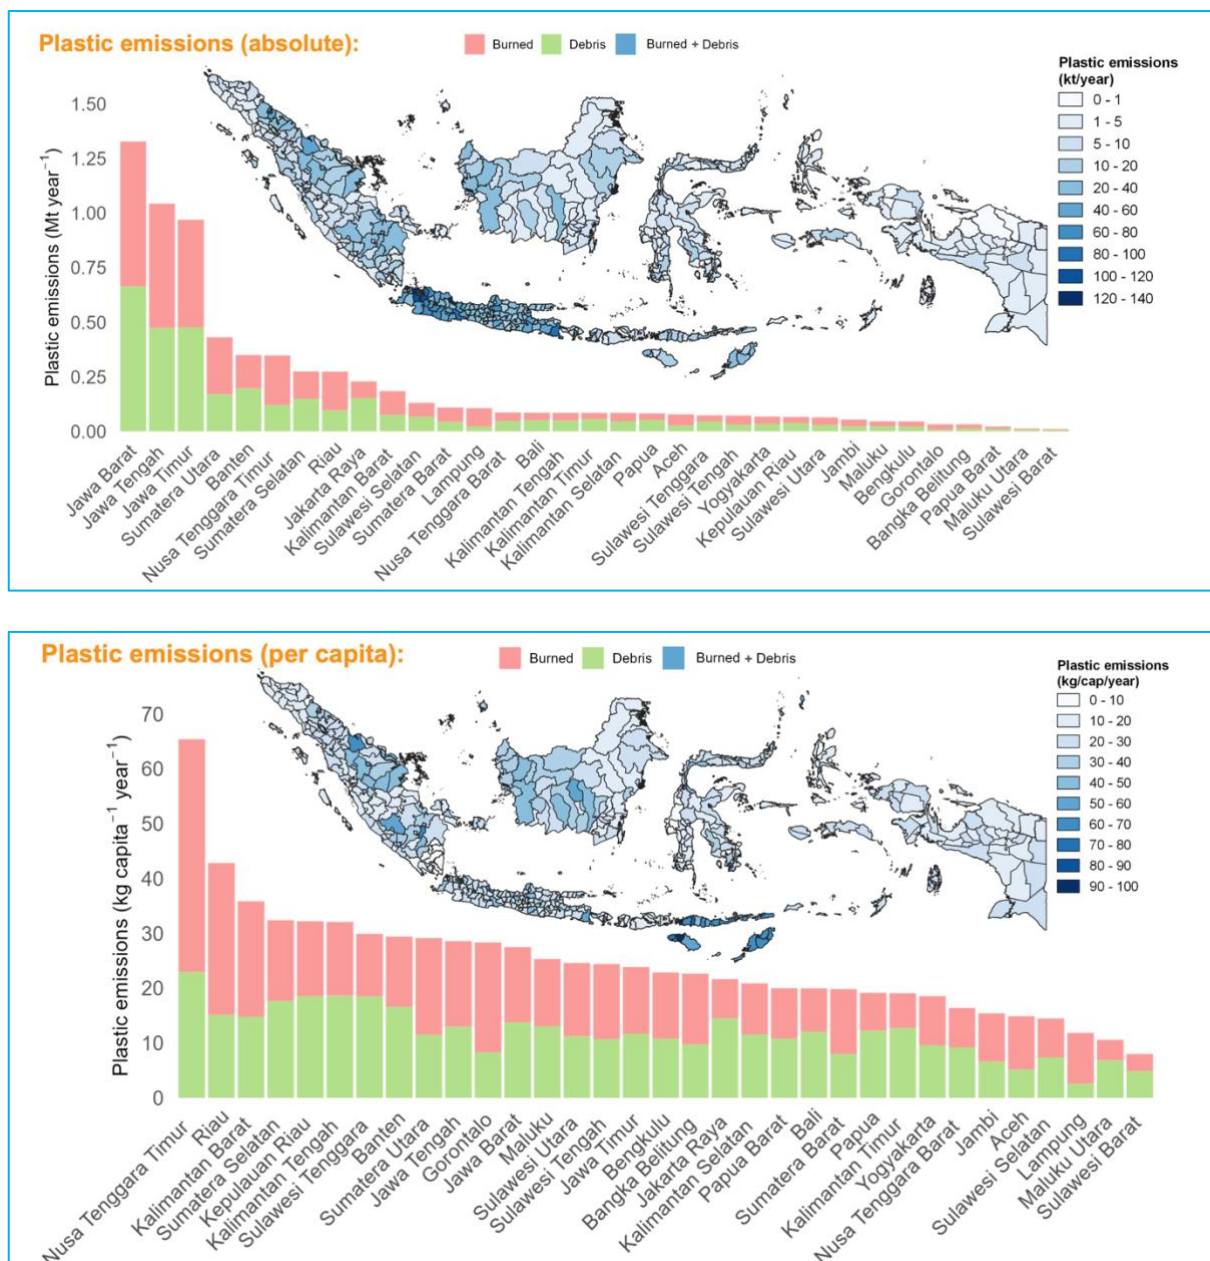 Plastic emissions (absolute):
Burned
Debris
Burned + Debris
Plastic emissions
(kt/year)
0 - 1
1 - 5
5 - 10
10 - 20
20 - 40
40 - 60
60 - 80
80 - 100
100 - 120
120 - 140
Plastic emissions (Mt year⁻¹)
1.50
1.25
1.00
0.75
0.50
0.25
0.00
Jawa Barat
Jawa Tengah
Jawa Timur
Sumatera Utara
Banten
Nusa Tenggara Timur
Sumatera Selatan
Riau
Jakarta Raya
Kalimantan Barat
Sulawesi Selatan
Sumatera Barat
Lampung
Nusa Tenggara Barat
Bali
Kalimantan Tengah
Kalimantan Timur
Kalimantan Selatan
Papua
Aceh
Sulawesi Tenggara
Sulawesi Tengah
Yogyakarta
Kepulauan Riau
Sulawesi Utara
Jambi
Maluku
Bengkulu
Gorontalo
Bangka Belitung
Papua Barat
Maluku Utara
Sulawesi Barat
Plastic emissions (per capita):
Burned
Debris
Burned + Debris
Plastic emissions
(kg/cap/year)
0 - 10
10 - 20
20 - 30
30 - 40
40 - 50
50 - 60
60 - 70
70 - 80
80 - 90
90 - 100
Plastic emissions (kg capita⁻¹ year⁻¹)
70
60
50
40
30
20
10
0
Nusa Tenggara Timur
Riau
Kalimantan Barat
Sumatera Selatan
Kepulauan Riau
Kalimantan Tengah
Sulawesi Tenggara
Banten
Sumatera Utara
Jawa Tengah
Gorontalo
Jawa Barat
Maluku
Sulawesi Utara
Sulawesi Tengah
Jawa Timur
Bengkulu
Bangka Belitung
Jakarta Raya
Kalimantan Selatan
Papua Barat
Bali
Sumatera Barat
Papua
Kalimantan Timur
Yogyakarta
Nusa Tenggara Barat
Jambi
Aceh
Sulawesi Selatan
Lampung
Maluku Utara
Sulawesi Barat